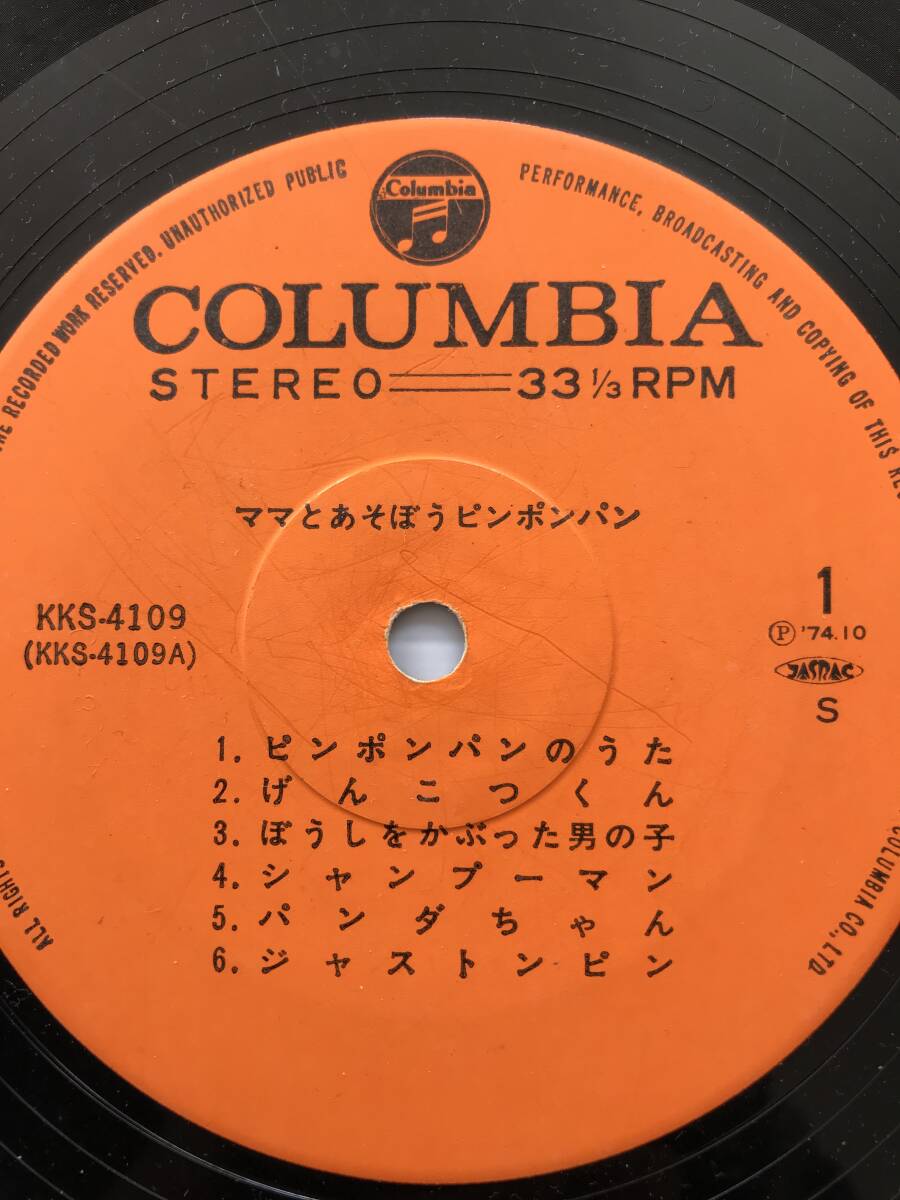 Columbia
COLUMBIA
STEREO 33 1/3 RPM
ママとあそぼうピンポンパン
KKS-4109
(KKS-4109A)
1
Ⓟ '74.10
JASRAC
S
1. ピンポンパンのうた
2. げんこつくん
3. ぼうしをかぶった男の子
4. シャンプーマン
5. パンダちゃん
6. ジャストンピン
ALL RIGHTS
RECORDED WORK RESERVED. UNAUTHORIZED PUBLIC
PERFORMANCE, BROADCASTING AND COPYING OF THIS
COLUMBIA CO., LTD